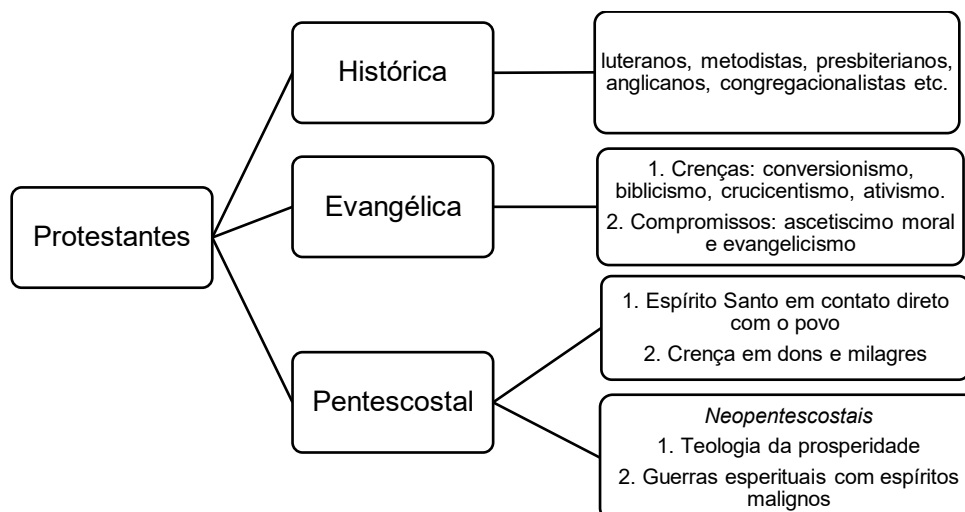 Protestantes
Histórica
luteranos, metodistas, presbiterianos,
anglicanos, congregacionalistas etc.
Evangélica
1. Crenças: conversionismo,
biblicismo, crucicentismo, ativismo.
2. Compromissos: ascetiscimo moral
e evangelicismo
Pentescostal
1. Espírito Santo em contato direto
com o povo
2. Crença em dons e milagres
Neopentescostais
1. Teologia da prosperidade
2. Guerras esperituais com espíritos
malignos